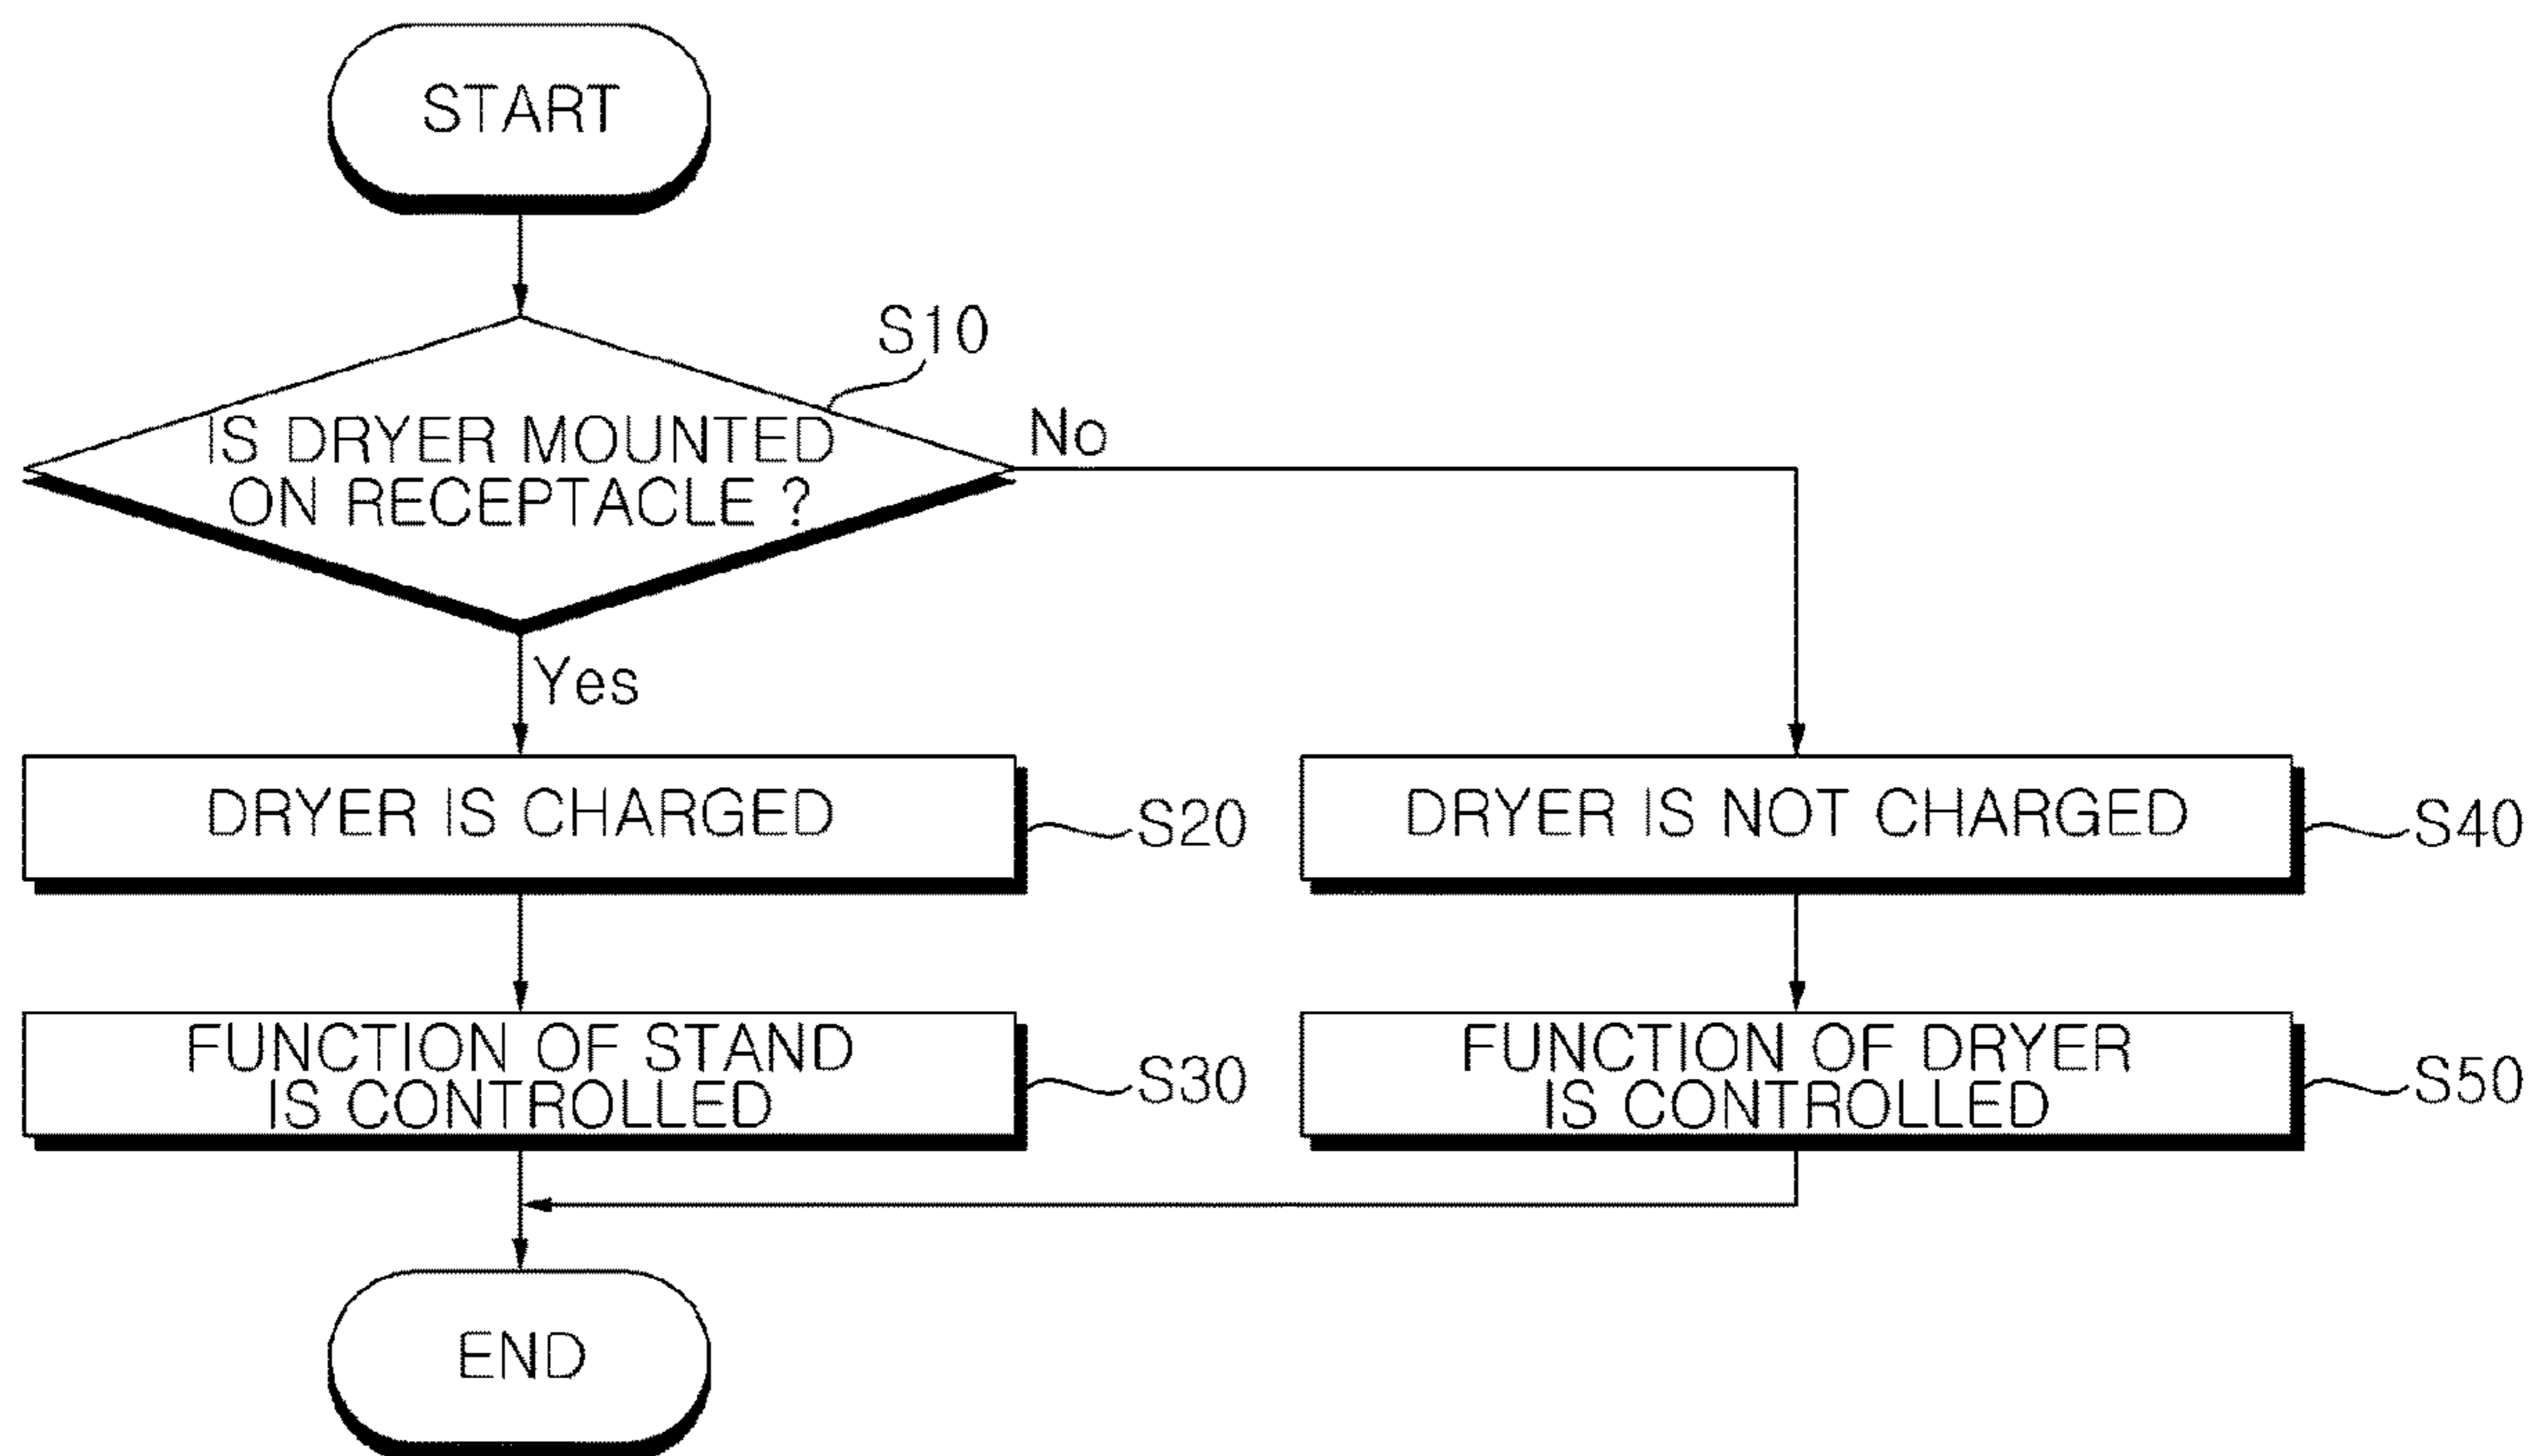 START
S10
IS DRYER MOUNTED
ON RECEPTACLE ?
No
Yes
DRYER IS CHARGED
S20
DRYER IS NOT CHARGED
S40
FUNCTION OF STAND
IS CONTROLLED
S30
FUNCTION OF DRYER
IS CONTROLLED
S50
END